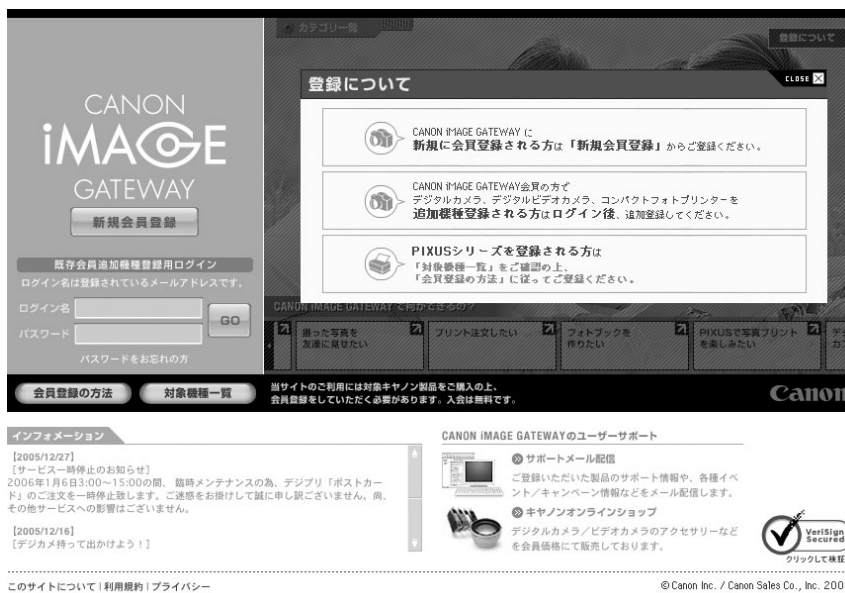 カテゴリ一覧
登録について
登録について
CLOSE
CANON
iMAGE
GATEWAY
CANON iMAGE GATEWAY に
新規に会員登録される方は「新規会員登録」からご登録ください。
CANON iMAGE GATEWAY会員の方で
デジタルカメラ、デジタルビデオカメラ、コンパクトフォトプリンターを
追加機種登録される方はログイン後、追加登録してください。
PIXUSシリーズを登録される方は
「対象機種一覧」をご確認の上、
「会員登録の方法」に従ってご登録ください。
新規会員登録
既存会員追加機種登録用ログイン
ログイン名は登録されているメールアドレスです。
ログイン名
パスワード
GO
パスワードをお忘れの方
CANON iMAGE GATEWAY で何ができるの?
撮った写真を
友達に見せたい
プリント注文したい
フォトブックを
作りたい
PIXUSで写真プリント
を楽しみたい
会員登録の方法
対象機種一覧
当サイトのご利用には対象キヤノン製品をご購入の上、
会員登録をしていただく必要があります。入会は無料です。
Canon
インフォメーション
[2005/12/27]
[サービス一時停止のお知らせ]
2006年1月6日3:00~15:00の間、臨時メンテナンスの為、デジプリ「ポストカー
ド」のご注文を一時停止致します。ご迷惑をお掛けして誠に申し訳ございません。尚、
その他サービスへの影響はございません。
[2005/12/16]
[デジカメ持って出かけよう!]
CANON iMAGE GATEWAYのユーザーサポート
サポートメール配信
ご登録いただいた製品のサポート情報や、各種イベ
ント/キャンペーン情報などをメール配信します。
キヤノンオンラインショップ
デジタルカメラ/ビデオカメラのアクセサリーなど
を会員価格にて販売しております。
VeriSign
Secured
クリックして検証
このサイトについて|利用規約|プライバシー
© Canon Inc. / Canon Sales Co., Inc. 200